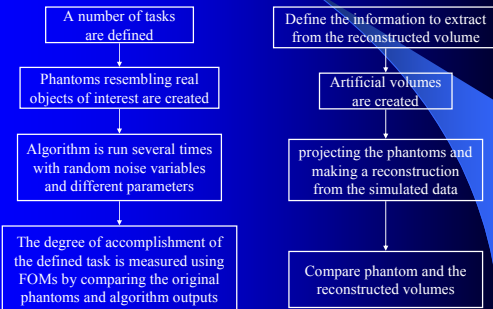 A number of tasks
are defined
Phantoms resembling real
objects of interest are created
Algorithm is run several times
with random noise variables
and different parameters
The degree of accomplishment of
the defined task is measured using
FOMs by comparing the original
phantoms and algorithm outputs
Define the information to extract
from the reconstructed volume
Artificial volumes
are created
projecting the phantoms and
making a reconstruction
from the simulated data
Compare phantom and the
reconstructed volumes